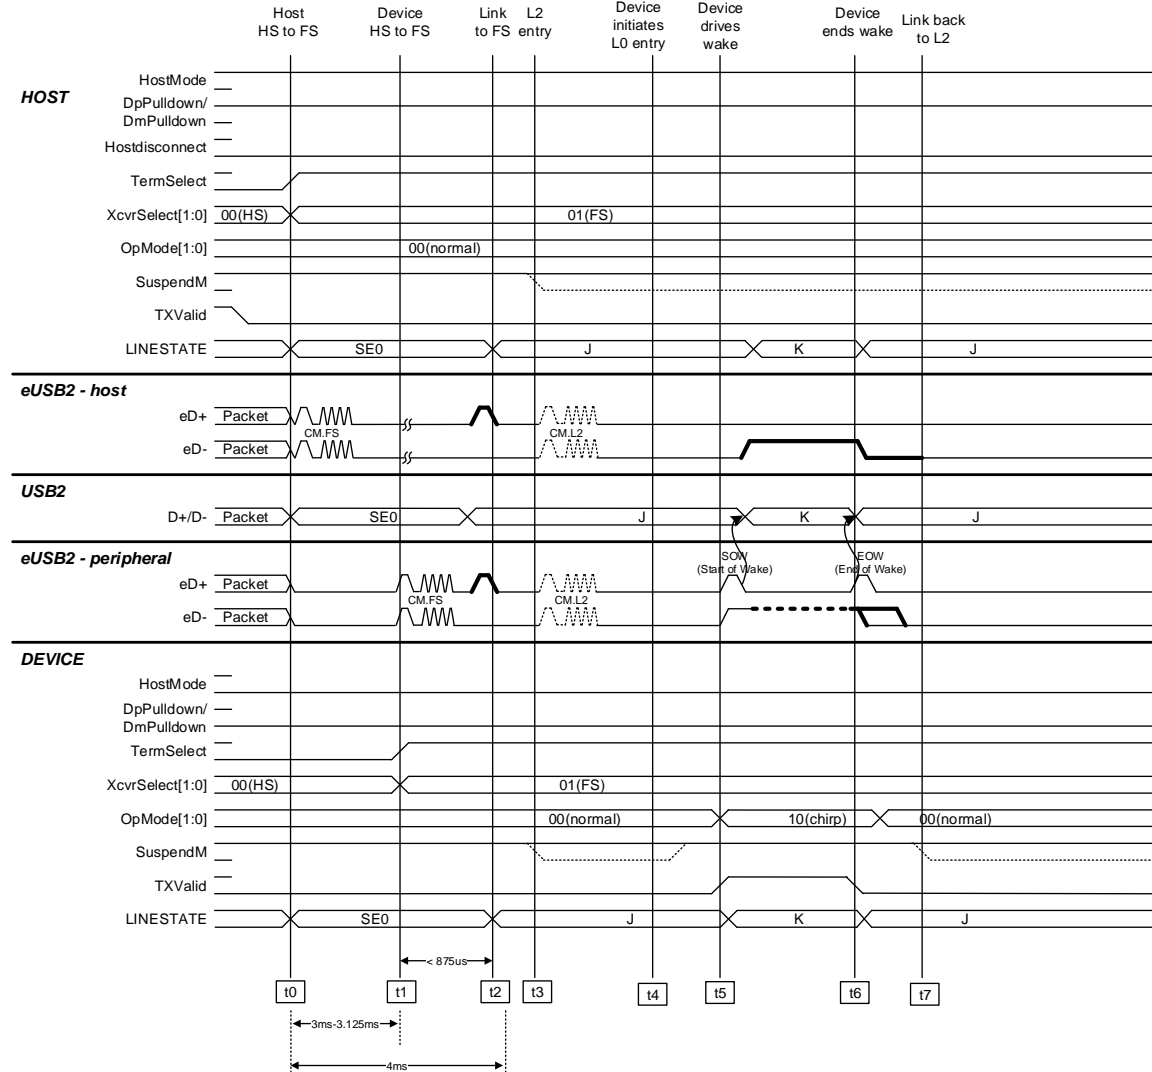 Host
HS to FS
Device
HS to FS
Link
to FS
L2
entry
Device
initiates
L0 entry
Device
drives
wake
Device
ends wake
Link back
to L2
HOST
HostMode
DpPulldown/
DmPulldown
Hostdisconnect
TermSelect
XcvrSelect[1:0] 00(HS) 01(FS)
OpMode[1:0] 00(normal)
SuspendM
TXValid
LINESTATE SE0 J K J
eUSB2 - host
eD+ Packet
CM.FS CM.L2
eD- Packet
USB2
D+/D- Packet SE0 J K J
eUSB2 - peripheral
SOW
(Start of Wake)
EOW
(End of Wake)
eD+ Packet
CM.FS CM.L2
eD- Packet
DEVICE
HostMode
DpPulldown/
DmPulldown
TermSelect
XcvrSelect[1:0] 00(HS) 01(FS)
OpMode[1:0] 00(normal) 10(chirp) 00(normal)
SuspendM
TXValid
LINESTATE SE0 J K J
< 875us
t0 t1 t2 t3 t4 t5 t6 t7
3ms-3.125ms
4ms